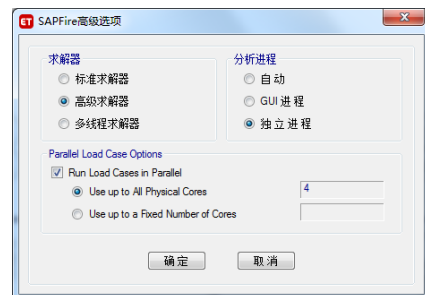 ET SAPFire高级选项
求解器
标准求解器
高级求解器
多线程求解器
分析进程
自动
GUI 进程
独立进程
Parallel Load Case Options
Run Load Cases in Parallel
Use up to All Physical Cores
4
Use up to a Fixed Number of Cores
确定
取消